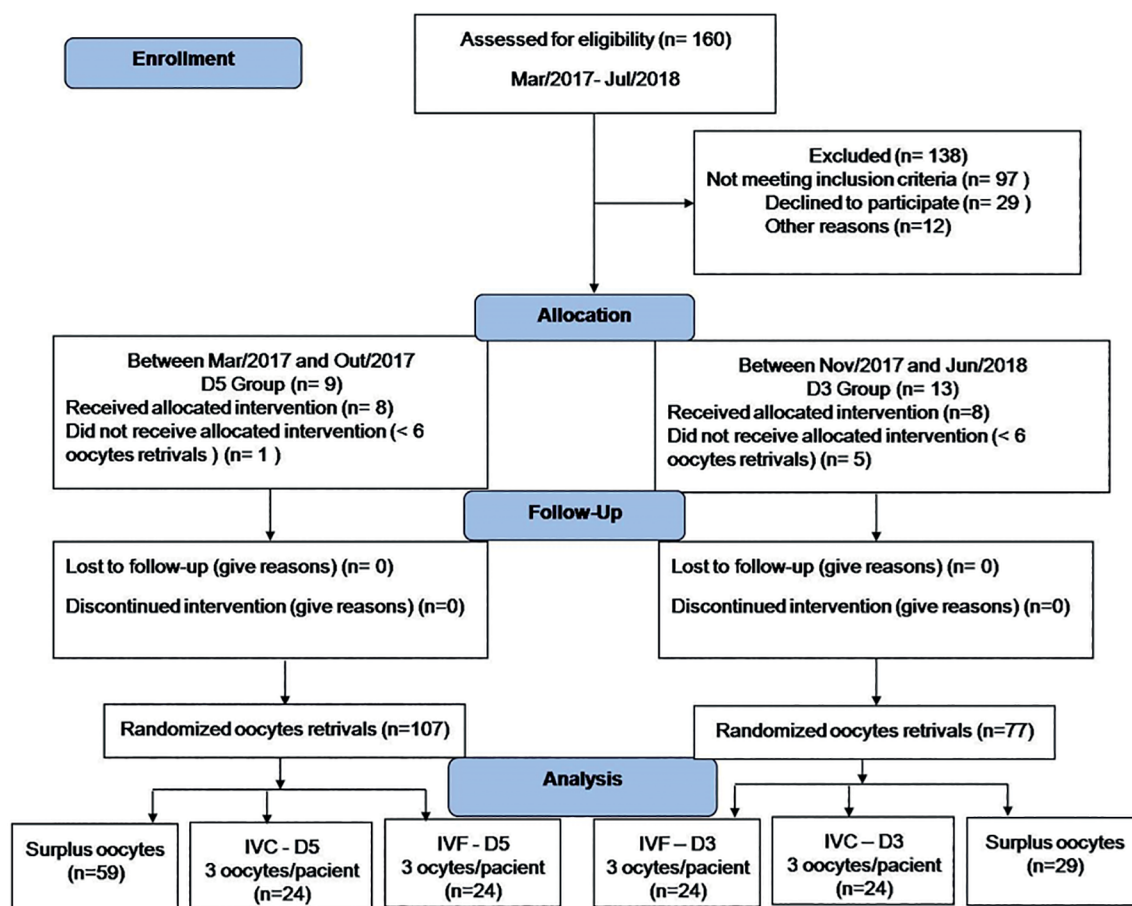 Enrollment
Assessed for eligibility (n= 160)
Mar/2017- Jul/2018
Excluded (n= 138)
Not meeting inclusion criteria (n= 97 )
Declined to participate (n= 29 )
Other reasons (n=12)
Allocation
Between Mar/2017 and Out/2017
D5 Group (n= 9)
Received allocated intervention (n= 8)
Did not receive allocated intervention (< 6
oocytes retrivals ) (n= 1 )
Between Nov/2017 and Jun/2018
D3 Group (n= 13)
Received allocated intervention (n=8)
Did not receive allocated intervention (< 6
oocytes retrivals) (n= 5)
Follow-Up
Lost to follow-up (give reasons) (n= 0)
Discontinued intervention (give reasons) (n=0)
Lost to follow-up (give reasons) (n= 0)
Discontinued intervention (give reasons) (n=0)
Randomized oocytes retrivals (n=107)
Randomized oocytes retrivals (n=77)
Analysis
Surplus oocytes
(n=59)
IVC - D5
3 oocytes/pacient
(n=24)
IVF - D5
3 ocytes/pacient
(n=24)
IVF – D3
3 oocytes/pacient
(n=24)
IVC – D3
3 oocytes/pacient
(n=24)
Surplus oocytes
(n=29)